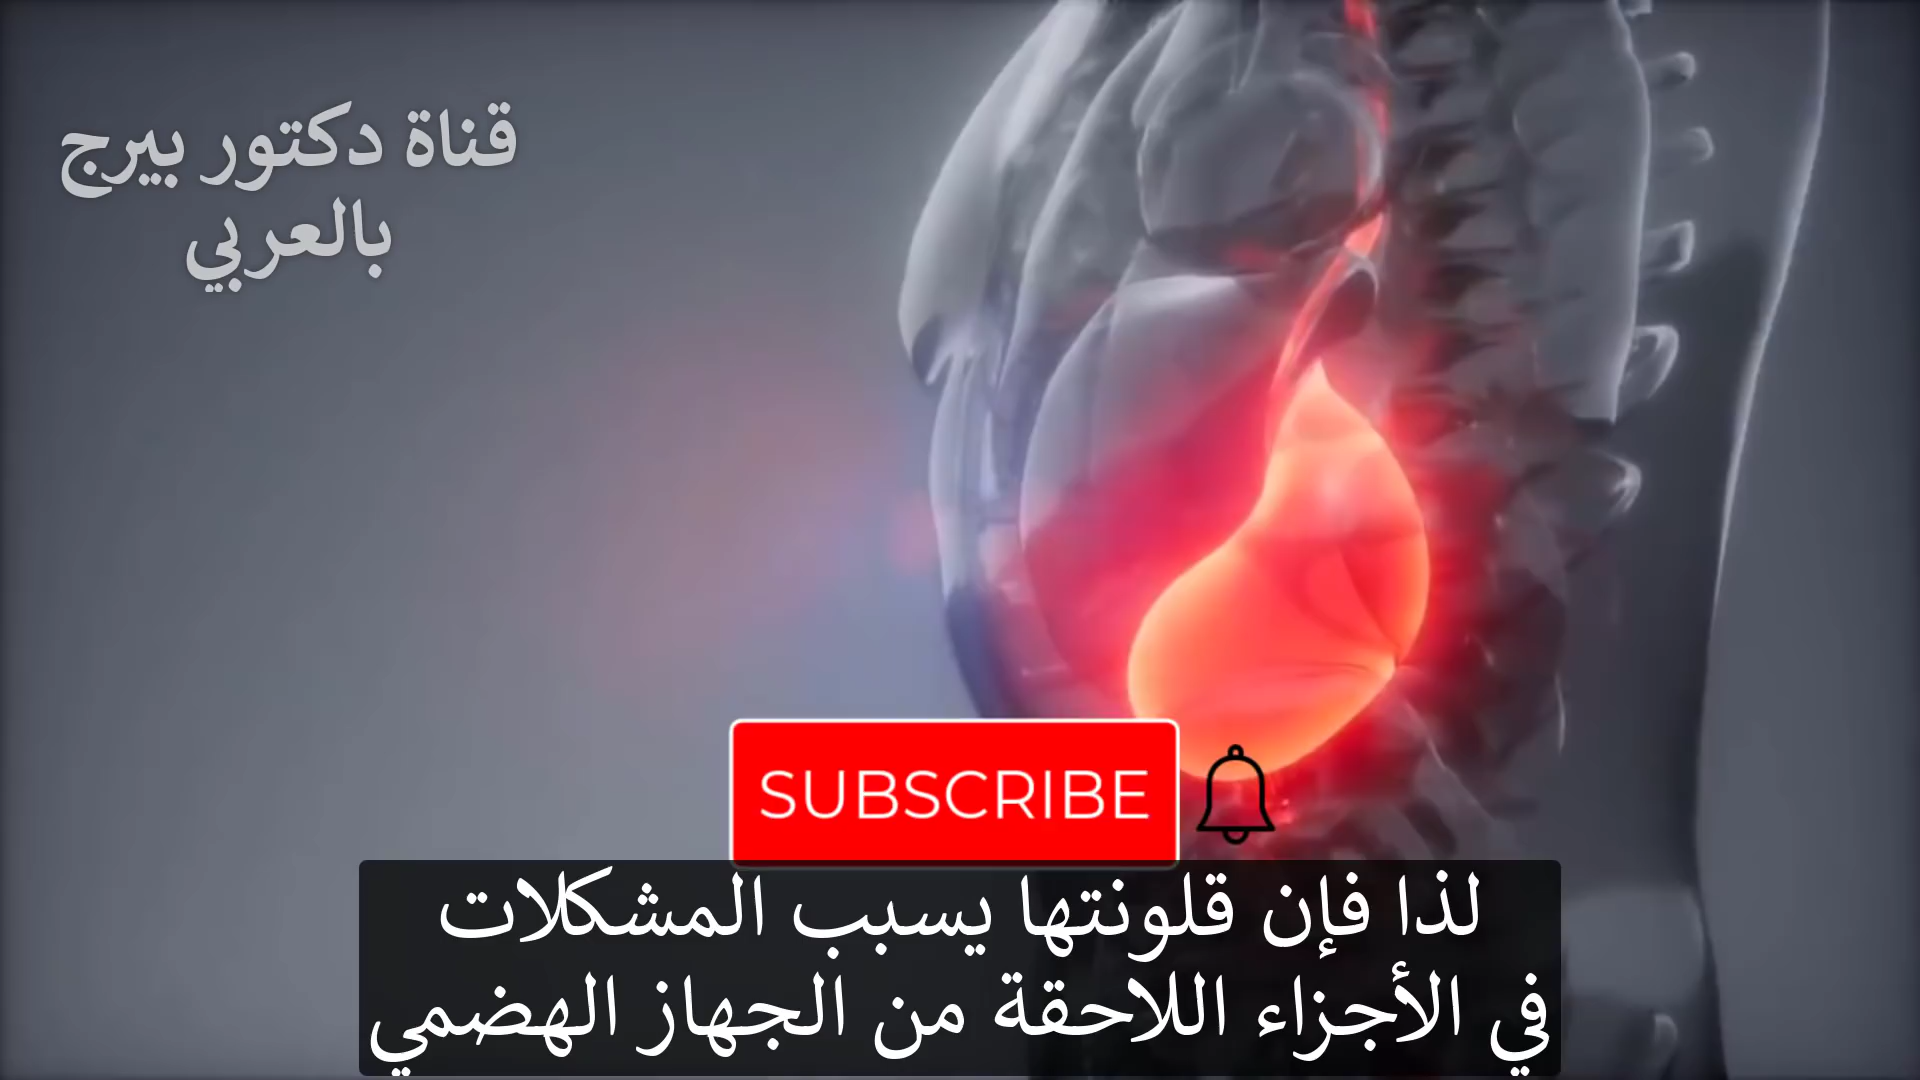 قناة دكتور بيرج
بالعربي
SUBSCRIBE
لذا فإن قلونتها يسبب المشكلات
في الأجزاء اللاحقة من الجهاز الهضمي